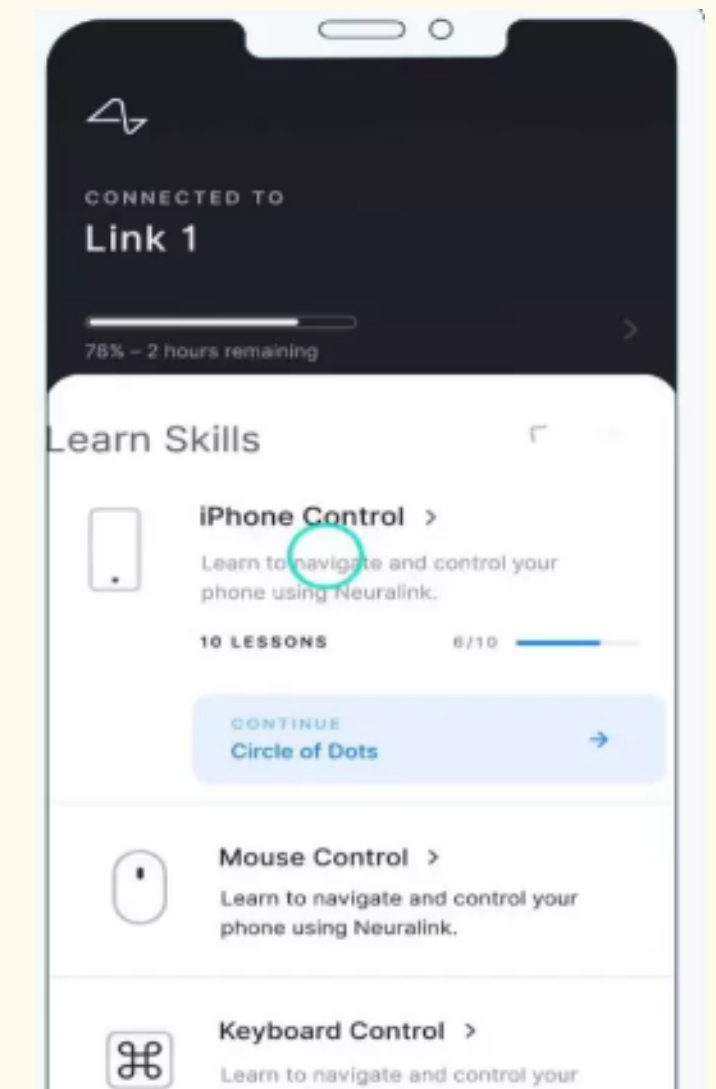 CONNECTED TO
Link 1
78% – 2 hours remaining
Learn Skills
iPhone Control >
Learn to navigate and control your
phone using Neuralink.
10 LESSONS 6/10
CONTINUE
Circle of Dots
Mouse Control >
Learn to navigate and control your
phone using Neuralink.
Keyboard Control >
Learn to navigate and control your